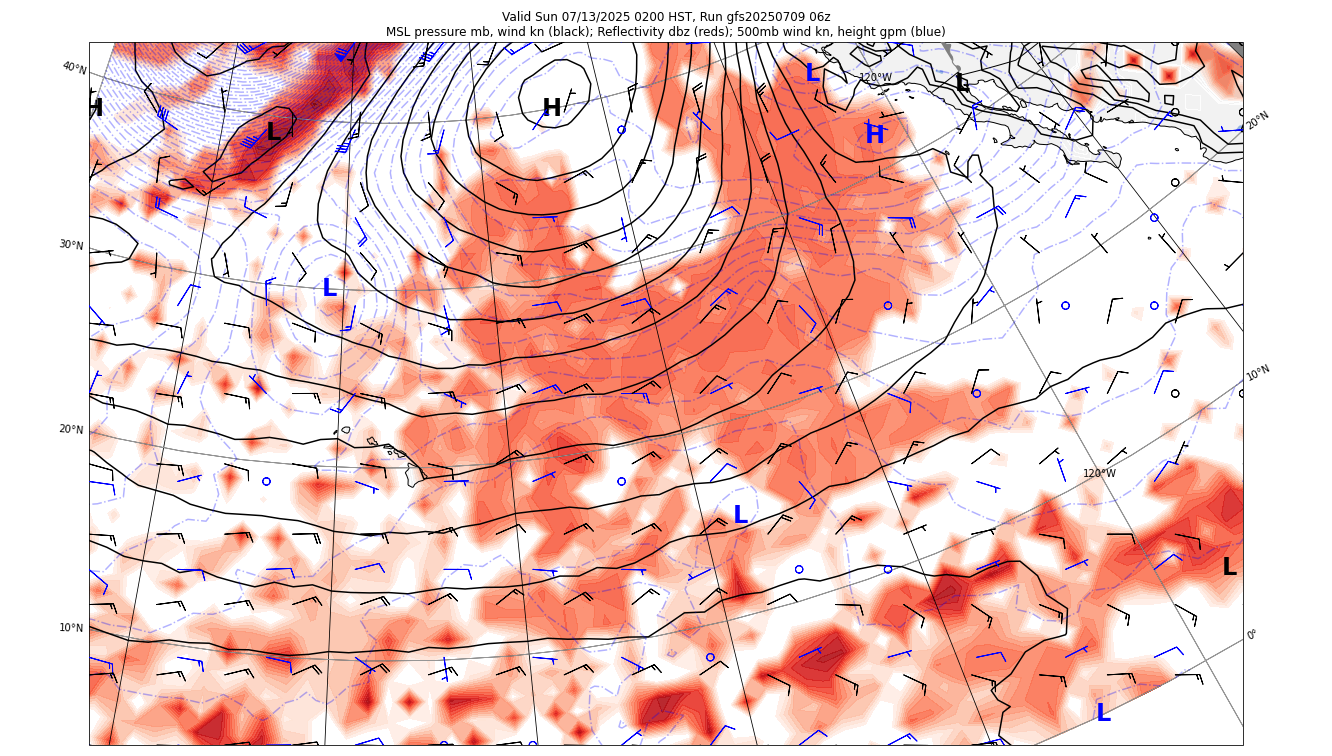 Valid Sun 07/13/2025 0200 HST, Run gfs20250709 06z
MSL pressure mb, wind kn (black); Reflectivity dbz (reds); 500mb wind kn, height gpm (blue)
40°N
L
120°W
L
H
H
L
H
20°N
30°N
L
10°N
20°N
120°W
L
L
10°N
0°
L